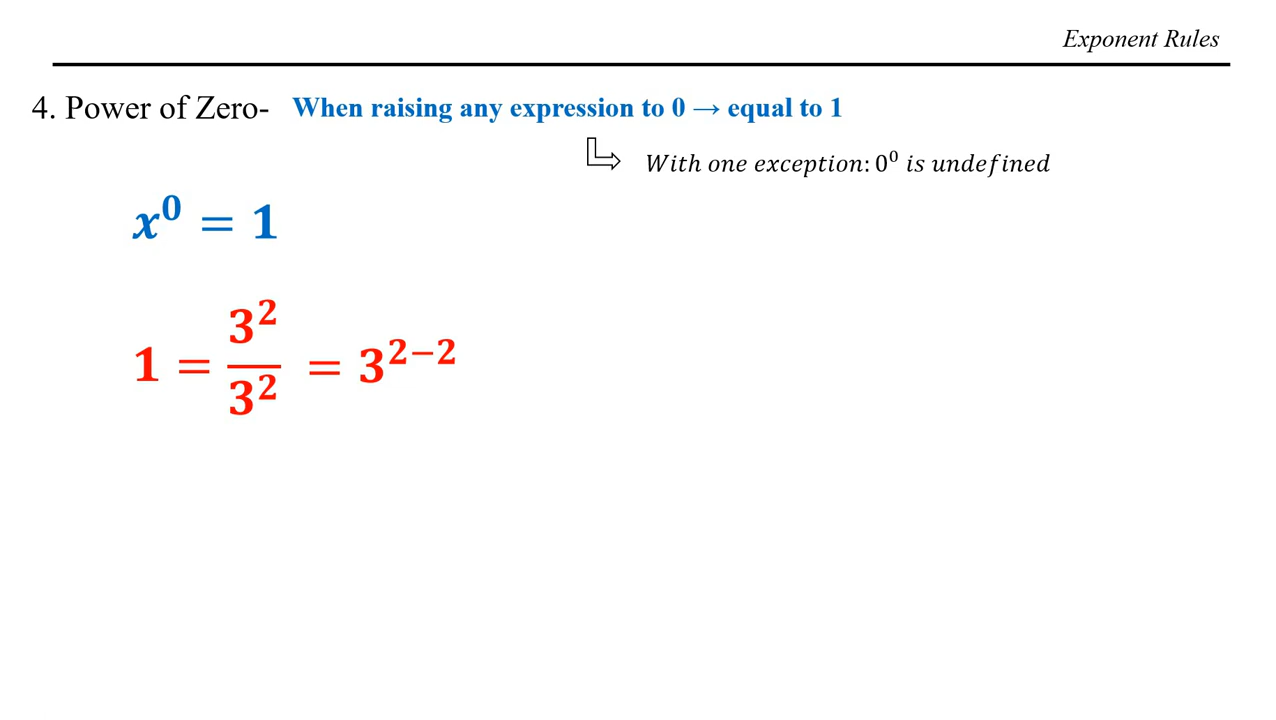 Exponent Rules
4. Power of Zero- When raising any expression to 0 → equal to 1
With one exception: 0⁰ is undefined
x⁰ = 1
1 = 3²/3² = 3²⁻²